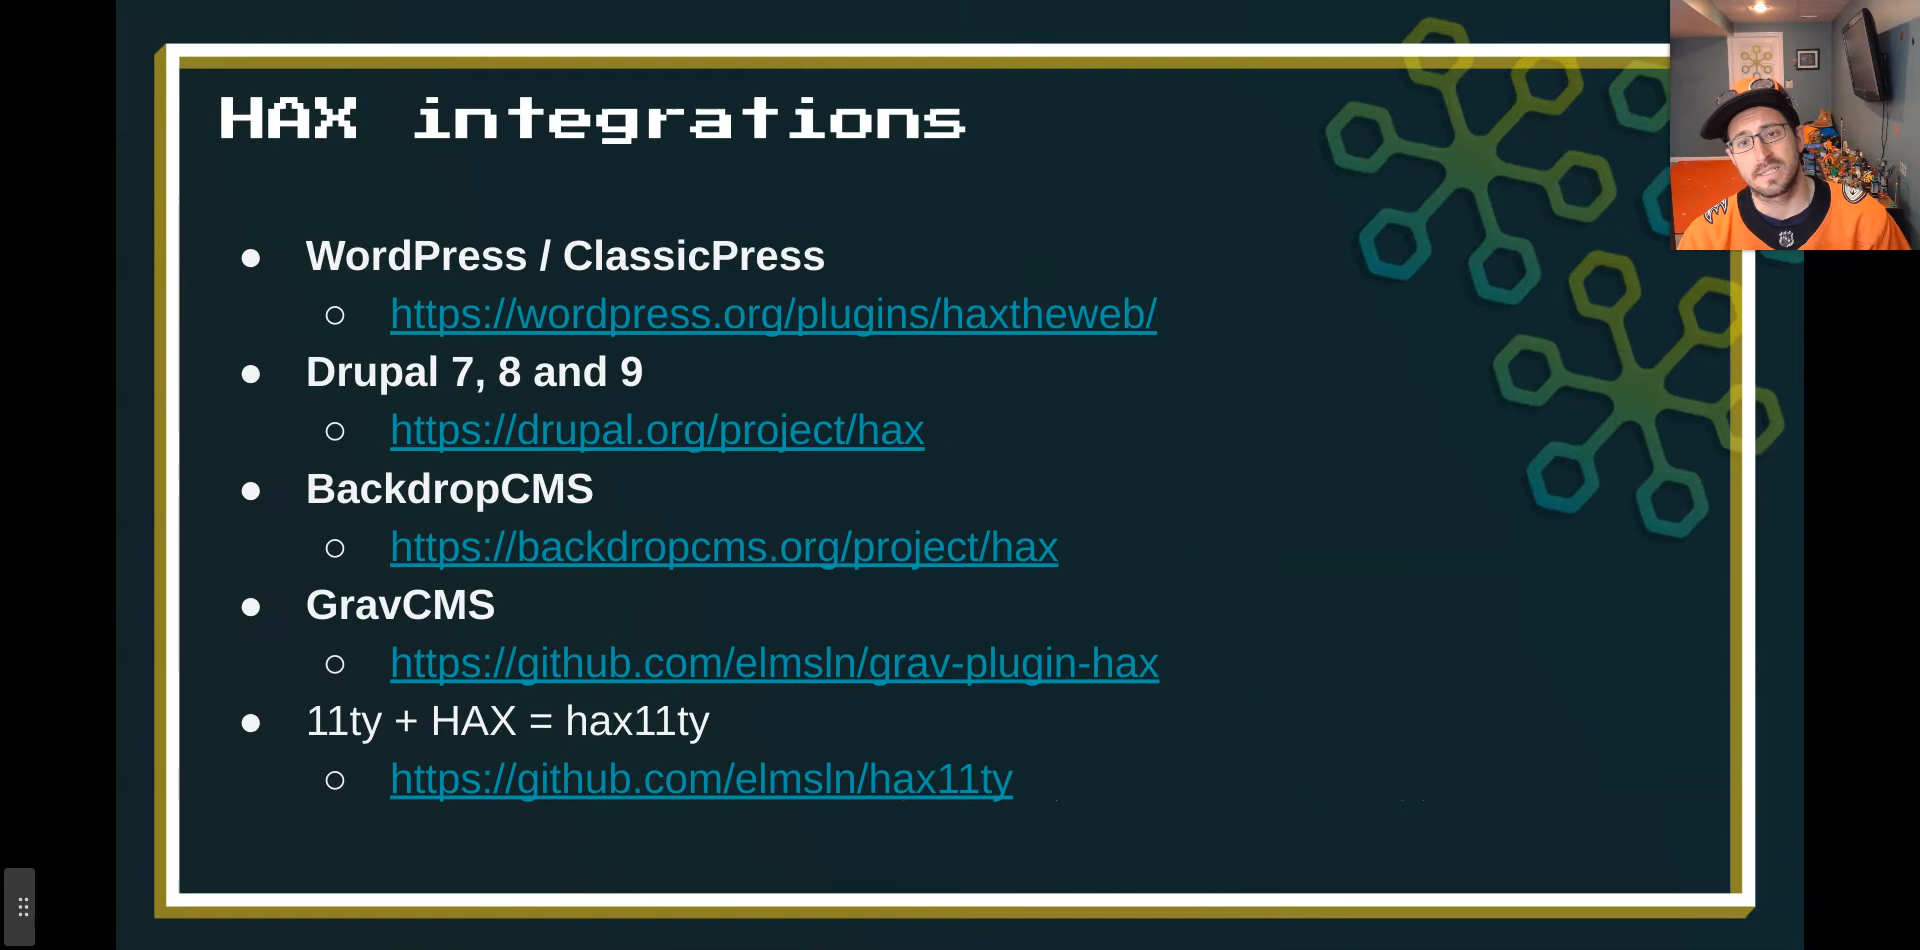 HAX integrations
● WordPress / ClassicPress
○ https://wordpress.org/plugins/haxtheweb/
● Drupal 7, 8 and 9
○ https://drupal.org/project/hax
● BackdropCMS
○ https://backdropcms.org/project/hax
● GravCMS
○ https://github.com/elmsln/grav-plugin-hax
● 11ty + HAX = hax11ty
○ https://github.com/elmsln/hax11ty